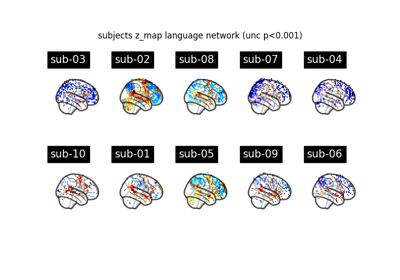 subjects z_map language network (unc p<0.001)
sub-03 sub-02 sub-08 sub-07 sub-04
sub-10 sub-01 sub-05 sub-09 sub-06